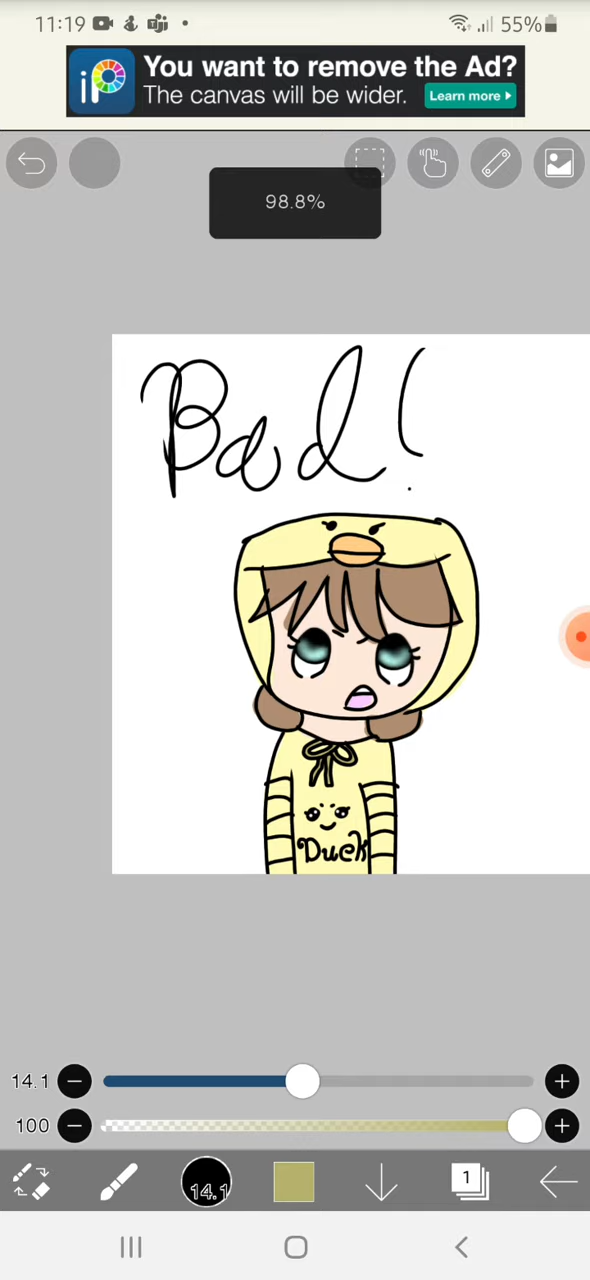 11:19
55%
You want to remove the Ad?
The canvas will be wider.
Learn more
98.8%
Bad!
Duck
14.1
100
14.1
1